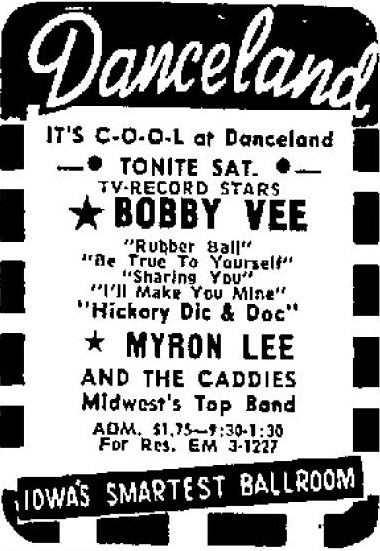 Danceland
IT'S C-O-O-L at Danceland
TONITE SAT.
TV-RECORD STARS
BOBBY VEE
"Rubber Ball"
"Be True To Yourself"
"Sharing You"
"I'll Make You Mine"
"Hickory Dic & Doc"
MYRON LEE
AND THE CADDIES
Midwest's Top Band
ADM. $1.75—9:30-1:30
For Res. EM 3-1227
IOWA'S SMARTEST BALLROOM